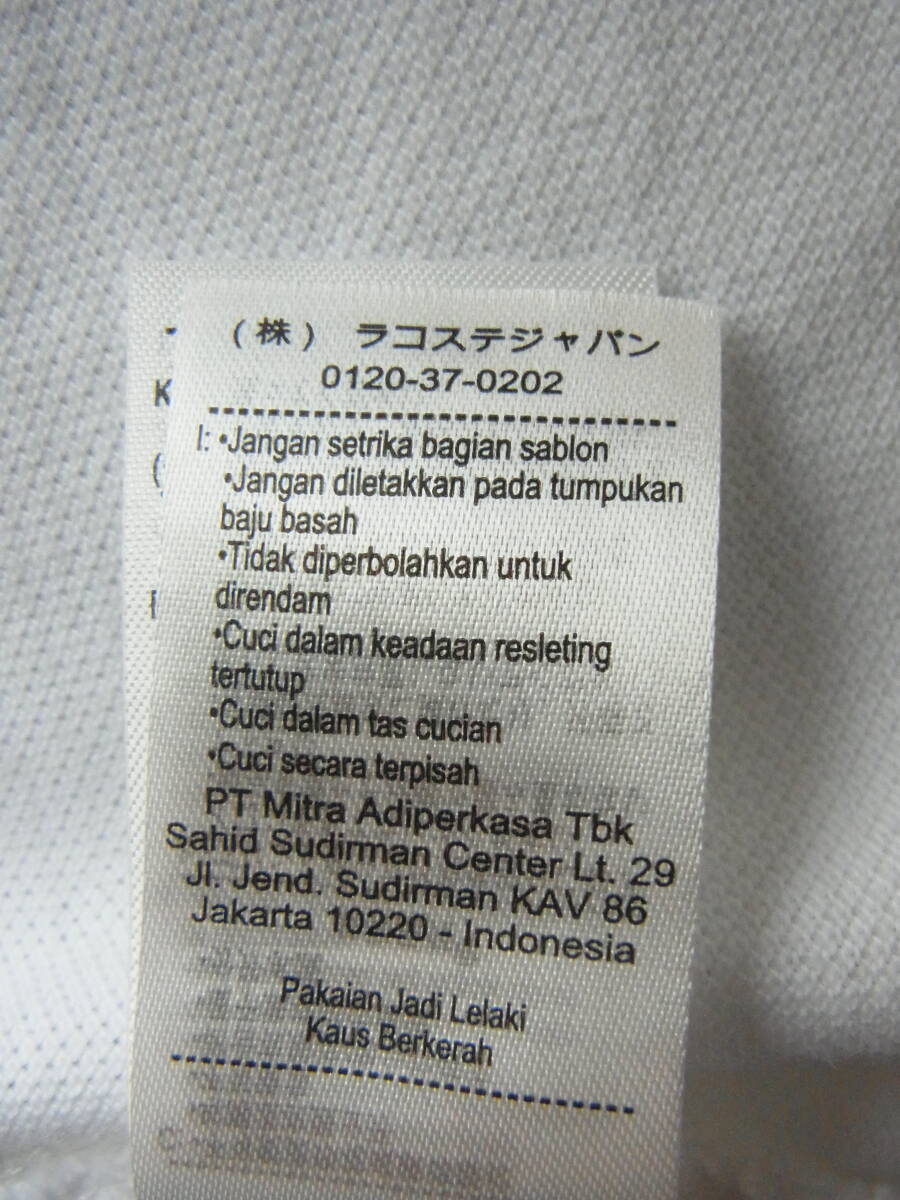 (株) ラコステジャパン
0120-37-0202
I: •Jangan setrika bagian sablon
•Jangan diletakkan pada tumpukan
baju basah
•Tidak diperbolahkan untuk
direndam
•Cuci dalam keadaan resleting
tertutup
•Cuci dalam tas cucian
•Cuci secara terpisah
PT Mitra Adiperkasa Tbk
Sahid Sudirman Center Lt. 29
Jl. Jend. Sudirman KAV 86
Jakarta 10220 - Indonesia
Pakaian Jadi Lelaki
Kaus Berkerah